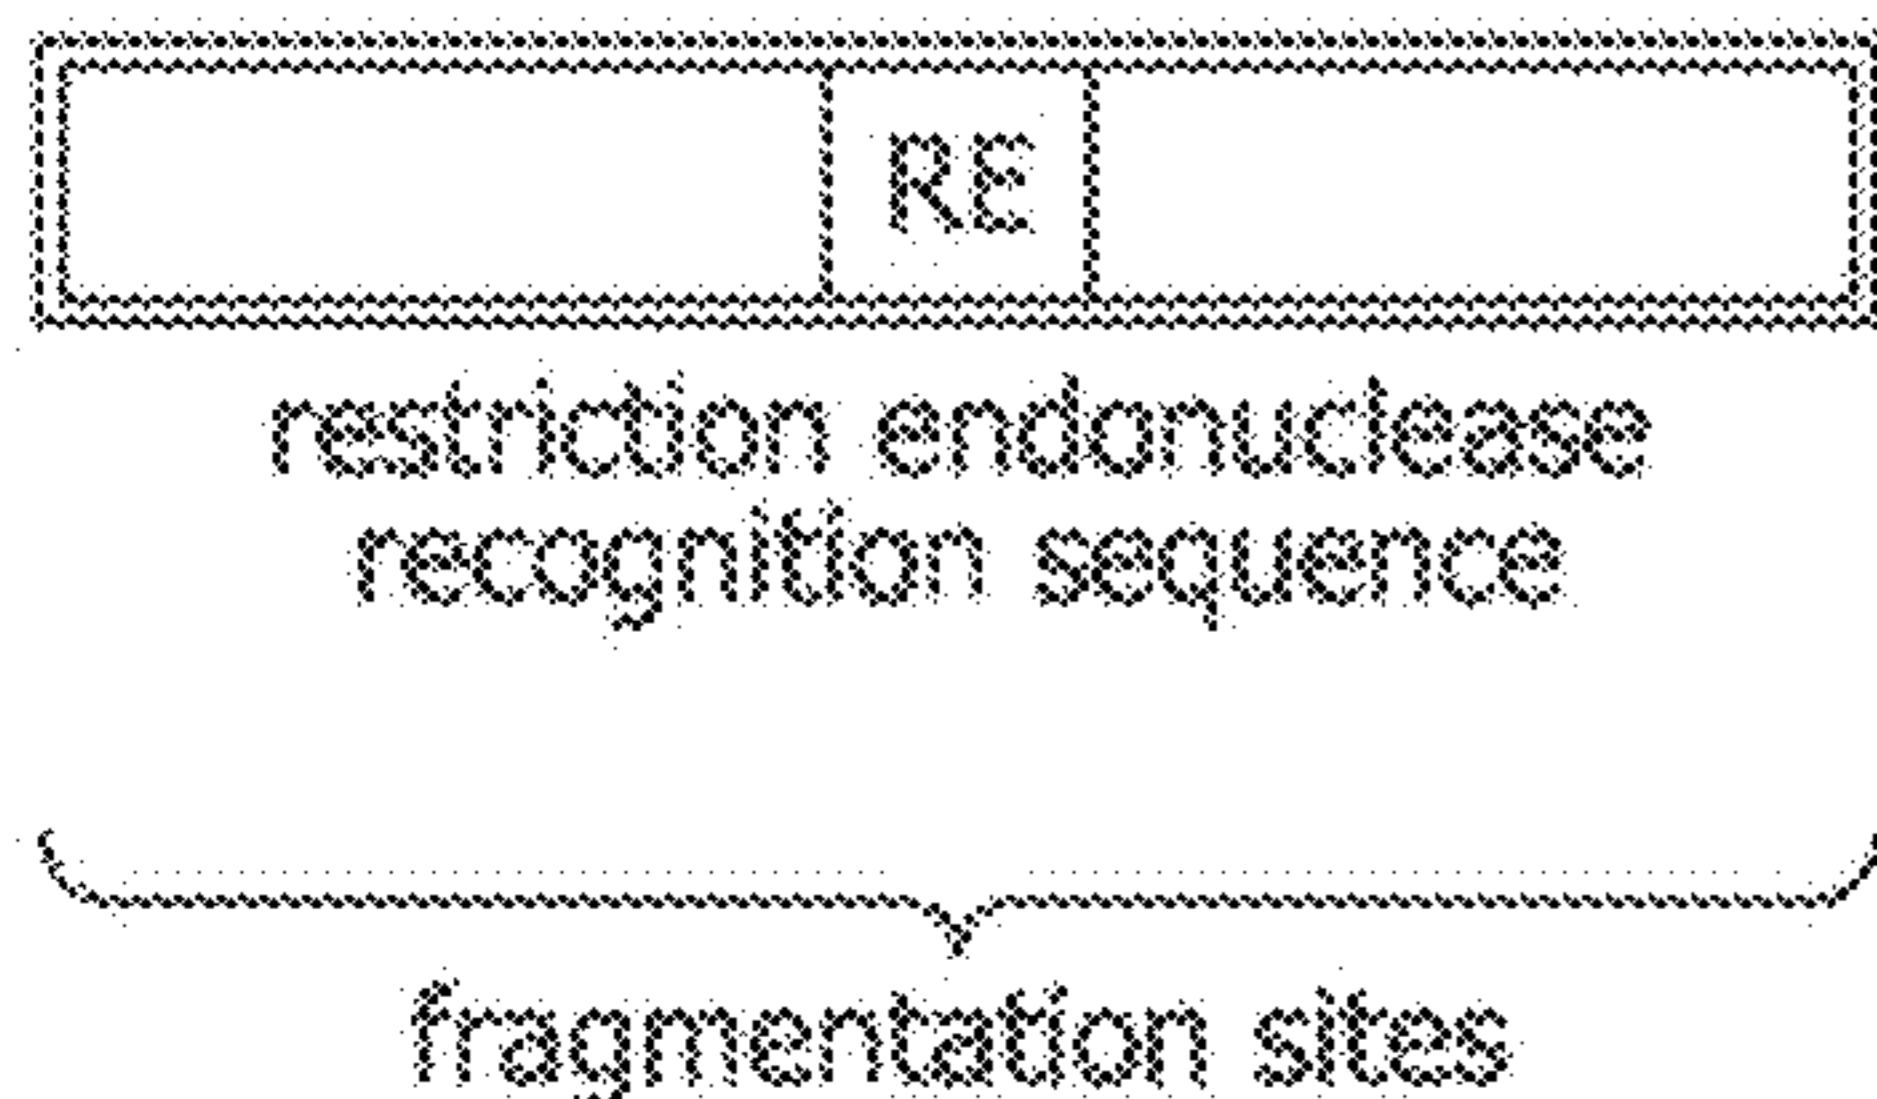 RE
restriction endonuclease
recognition sequence
fragmentation sites